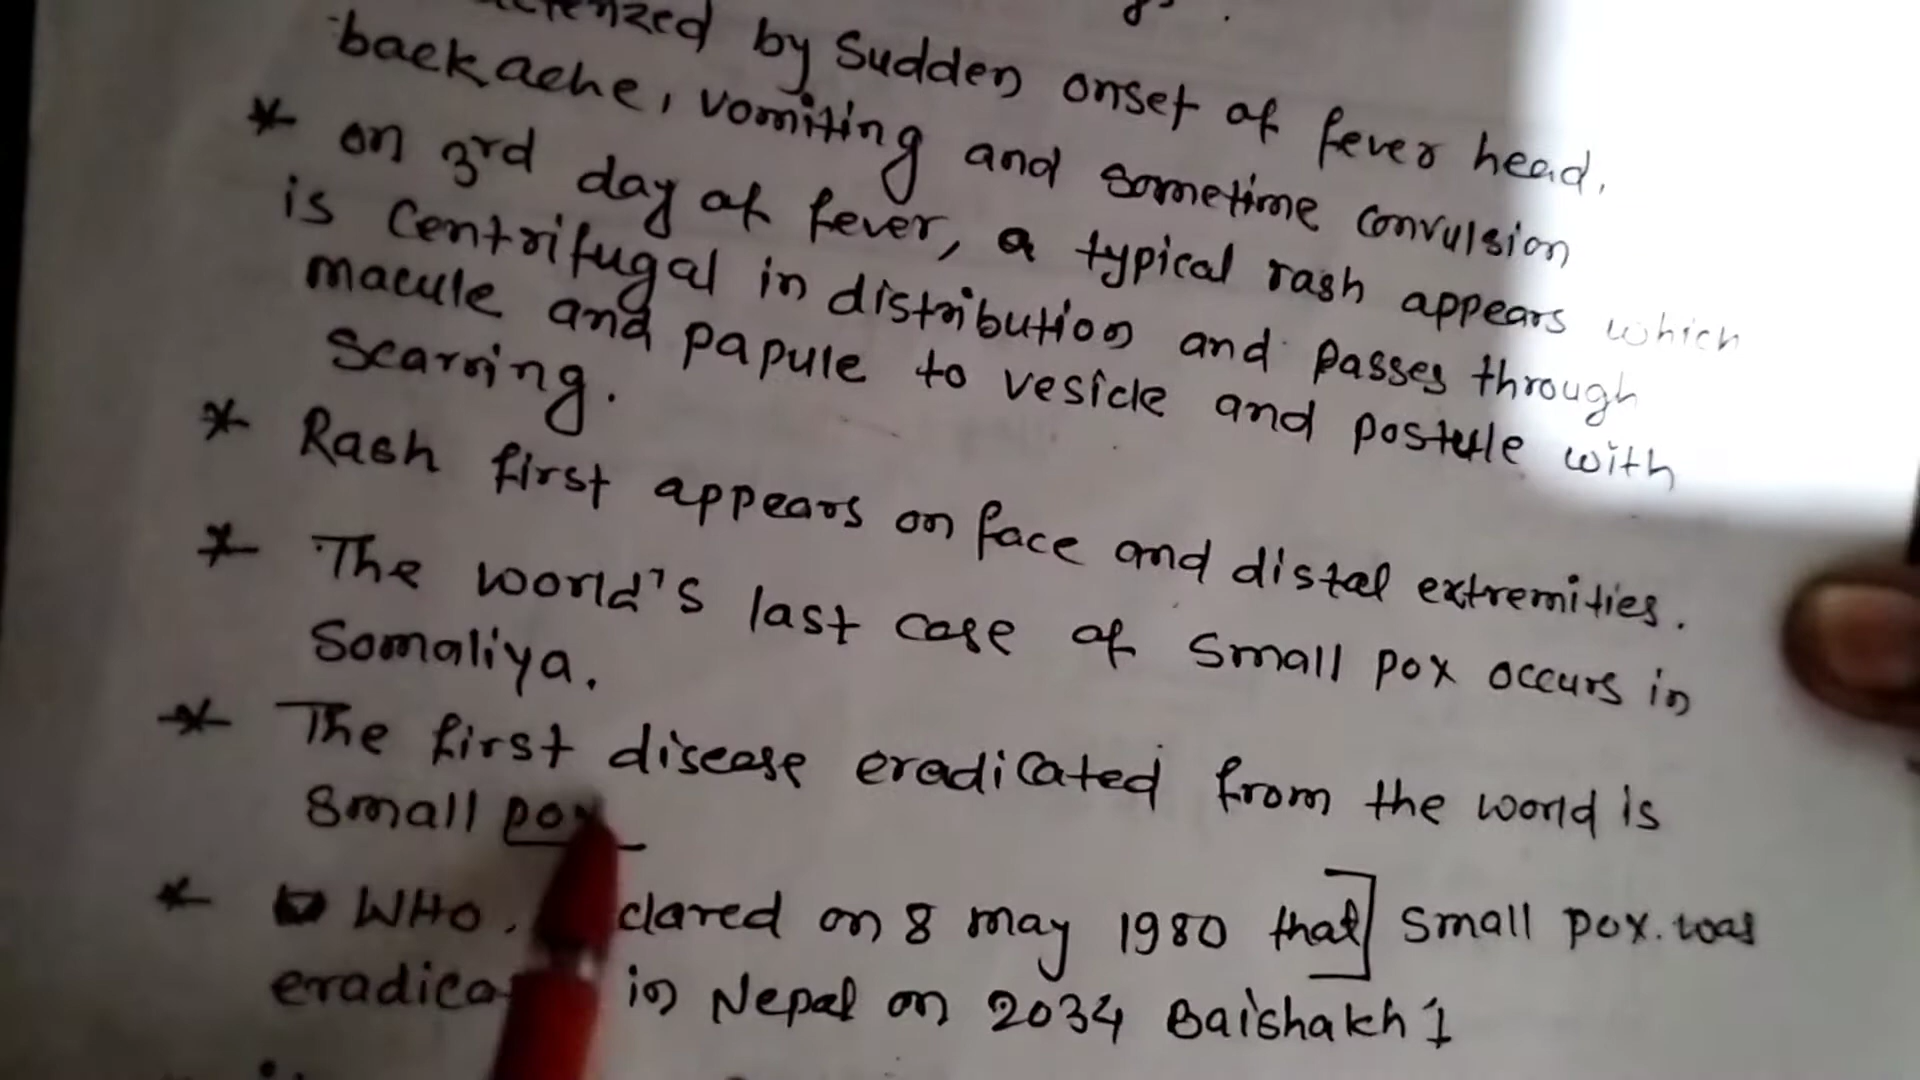 by Sudden onset of fever head,
backache, vomiting and sometime convulsion
* on 3rd day of fever, a typical rash appears which
is centrifugal in distribution and passes through
macule and papule to vesicle and postule with
scarring.
* Rash first appears on face and distal extremities.
* The world's last case of small pox occurs in
Somaliya.
* The first disease eradicated from the world is
small pox
* WHO, clared on 8 may 1980 that] small pox. was
eradica in Nepal on 2034 Baishakh 1